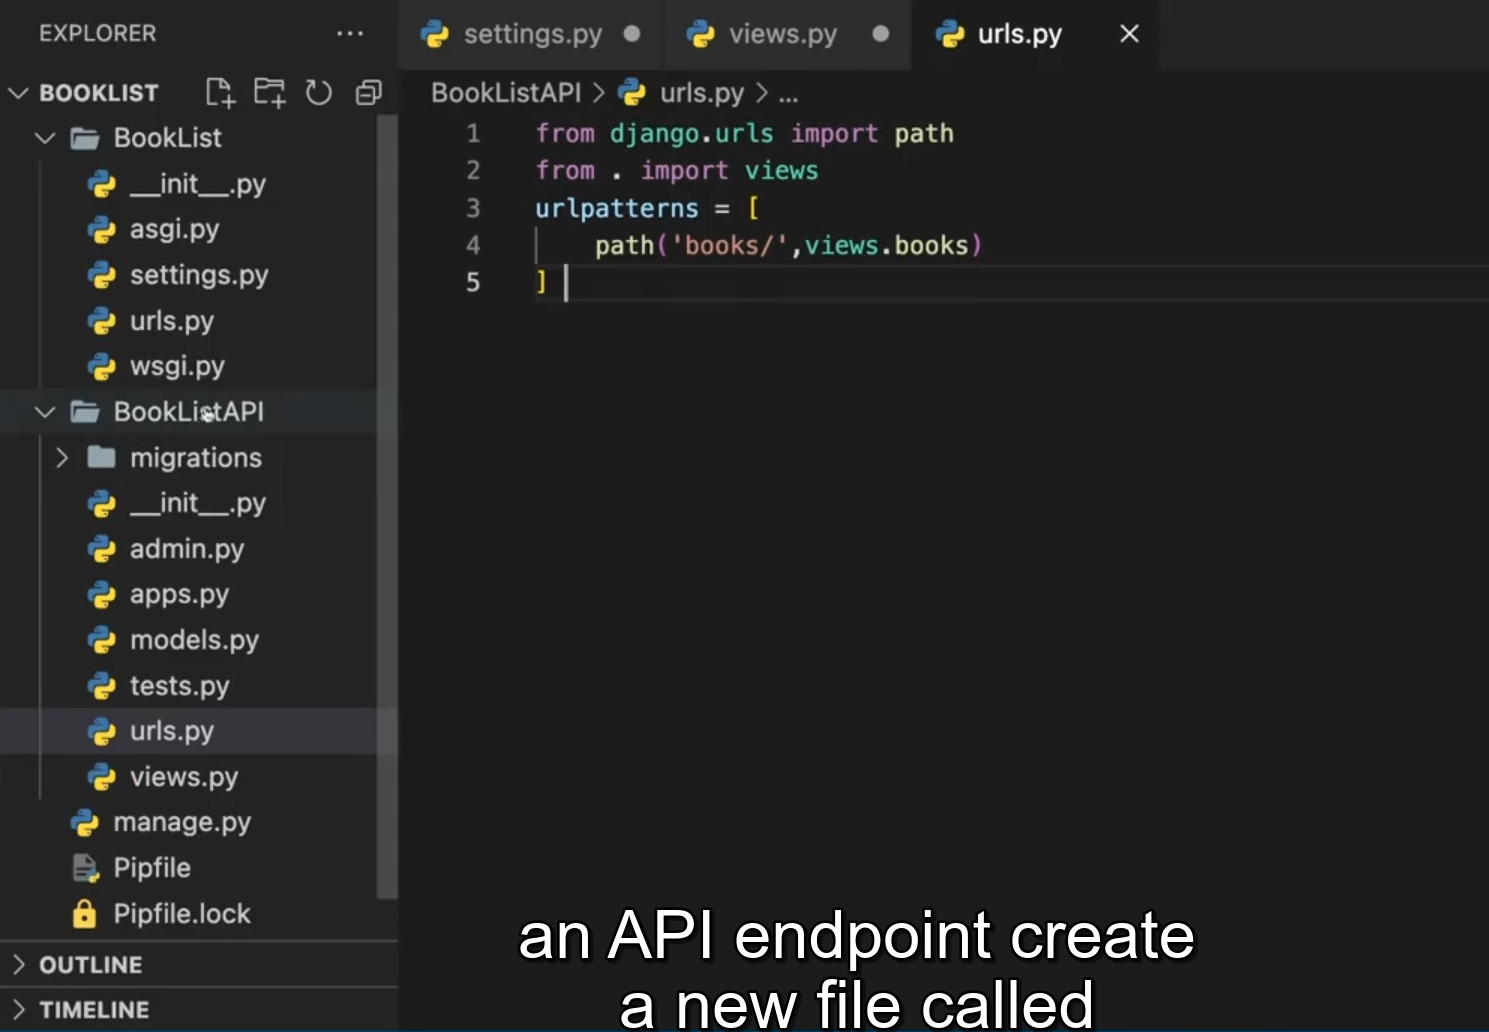 EXPLORER
...
BOOKLIST
BookList
__init__.py
asgi.py
settings.py
urls.py
wsgi.py
BookListAPI
migrations
__init__.py
admin.py
apps.py
models.py
tests.py
urls.py
views.py
manage.py
Pipfile
Pipfile.lock
OUTLINE
TIMELINE
settings.py views.py urls.py
BookListAPI > urls.py > ...
1 from django.urls import path
2 from . import views
3 urlpatterns = [
4 path('books/',views.books)
5 ]
an API endpoint create
a new file called